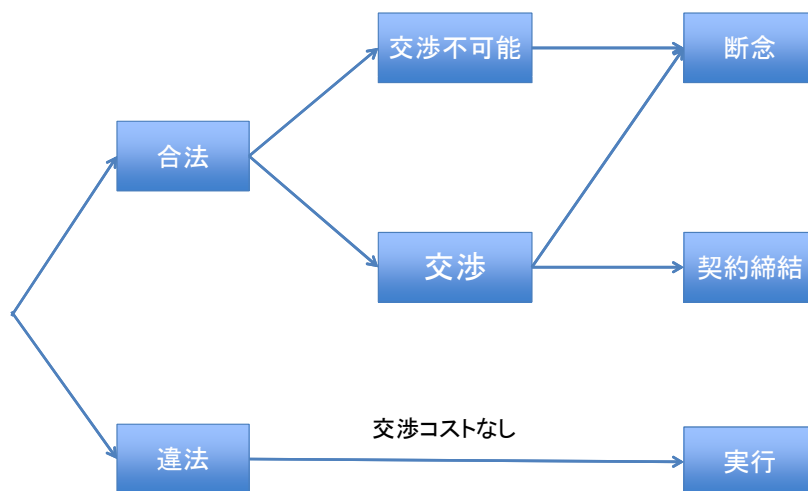 交渉不可能
断念
合法
交渉
契約締結
交渉コストなし
違法
実行